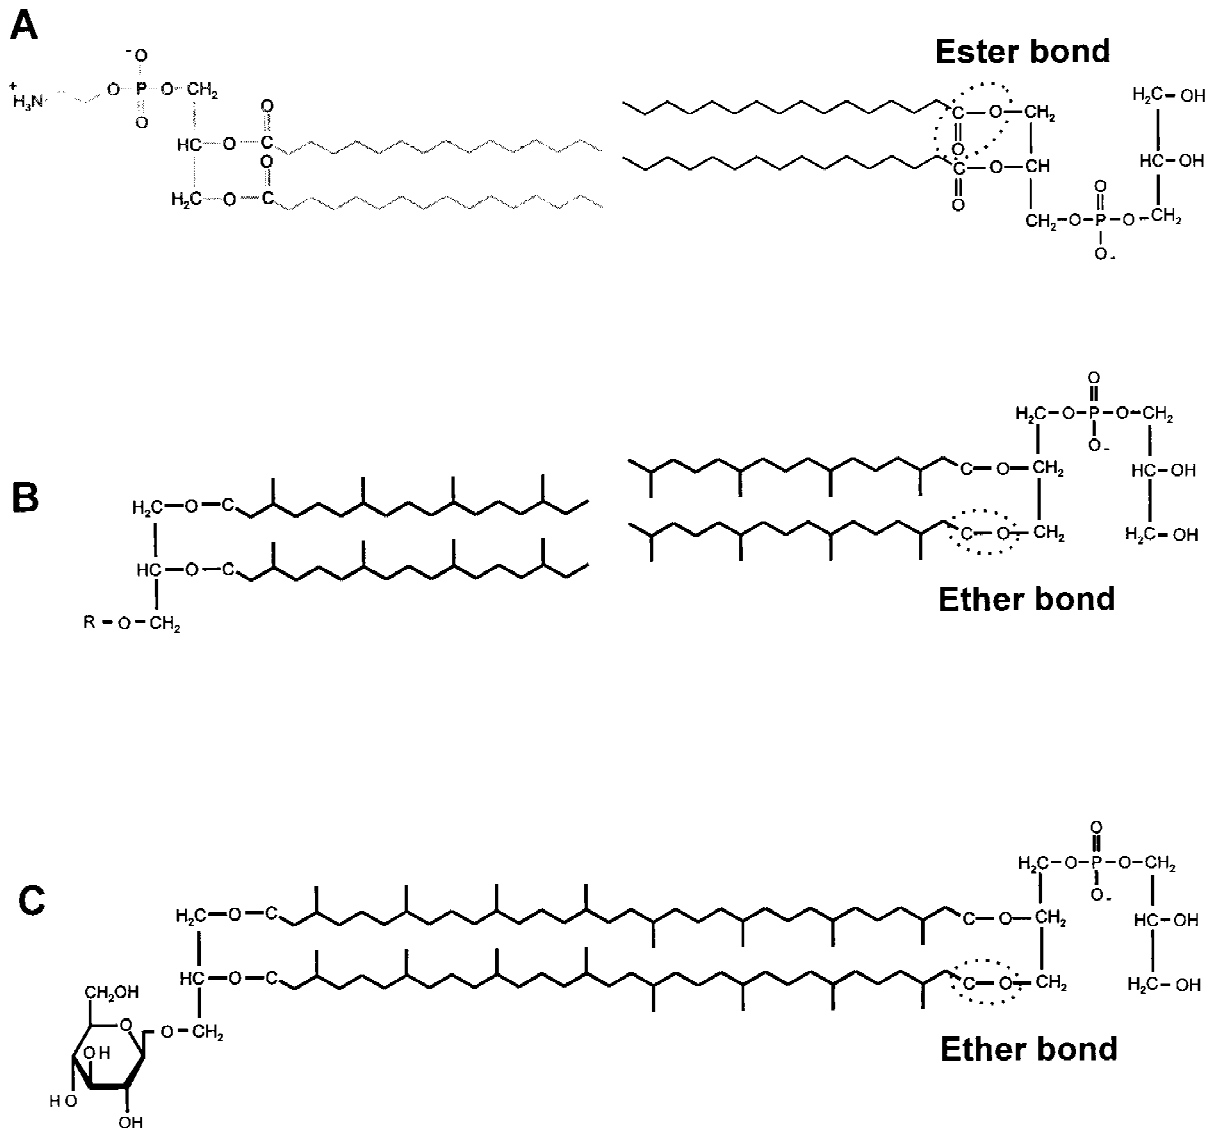 A
Ester bond
⁻O
⁺H₃N O P O CH₂
O
O
HC O C
O
H₂C O C
C O CH₂
O
C O CH
O
CH₂ O P O CH₂
O
O-
H₂C OH
HC OH
B
H₂C O C
HC O C
R O CH₂
O
H₂C O P O CH₂
O-
C O CH₂
HC OH
C O CH₂
H₂C OH
Ether bond
C
H₂C O C
HC O C
O CH₂
CH₂OH
O
OH
HO
OH
O
H₂C O P O CH₂
O-
C O CH₂
HC OH
C O CH₂
H₂C OH
Ether bond